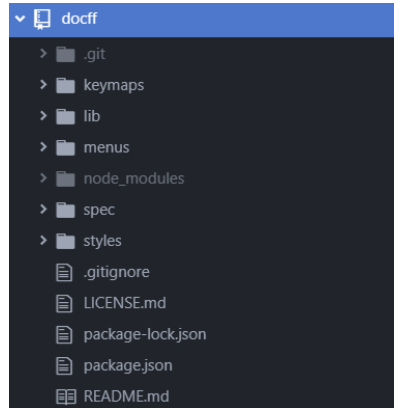 docff
.git
keymaps
lib
menus
node_modules
spec
styles
.gitignore
LICENSE.md
package-lock.json
package.json
README.md